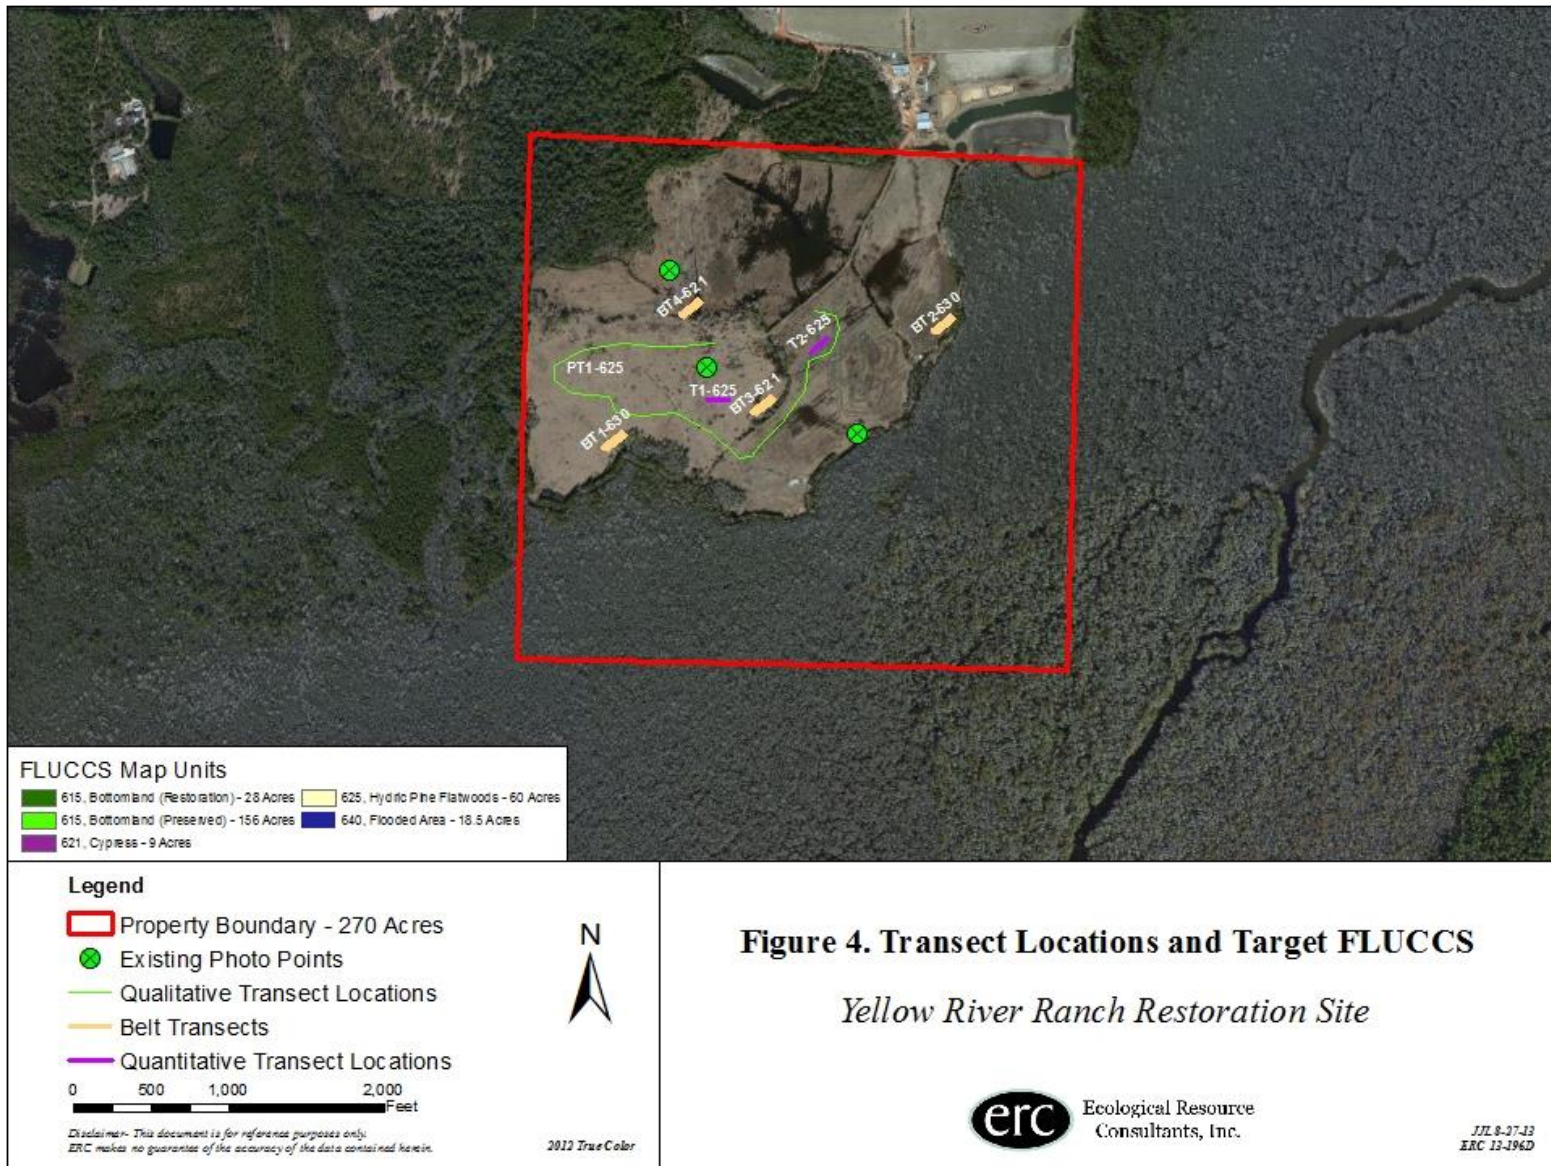 BT4-621
BT2-630
T2-625
PT1-625
T1-625
BT3-621
BT1-630
FLUCCS Map Units
615, Bottomland (Restoration) - 28 Acres
625, Hydric Pine Flatwoods - 60 Acres
615, Bottomland (Preserved) - 156 Acres
640, Flooded Area - 18.5 Acres
621, Cypress - 9 Acres
Legend
Property Boundary - 270 Acres
Existing Photo Points
Qualitative Transect Locations
Belt Transects
Quantitative Transect Locations
0 500 1,000 2,000
Feet
Disclaimer- This document is for reference purposes only.
ERC makes no guarantee of the accuracy of the data contained herein.
N
2012 True Color
Figure 4. Transect Locations and Target FLUCCS
Yellow River Ranch Restoration Site
erc
Ecological Resource
Consultants, Inc.
JJL 8-27-13
ERC 13-196D